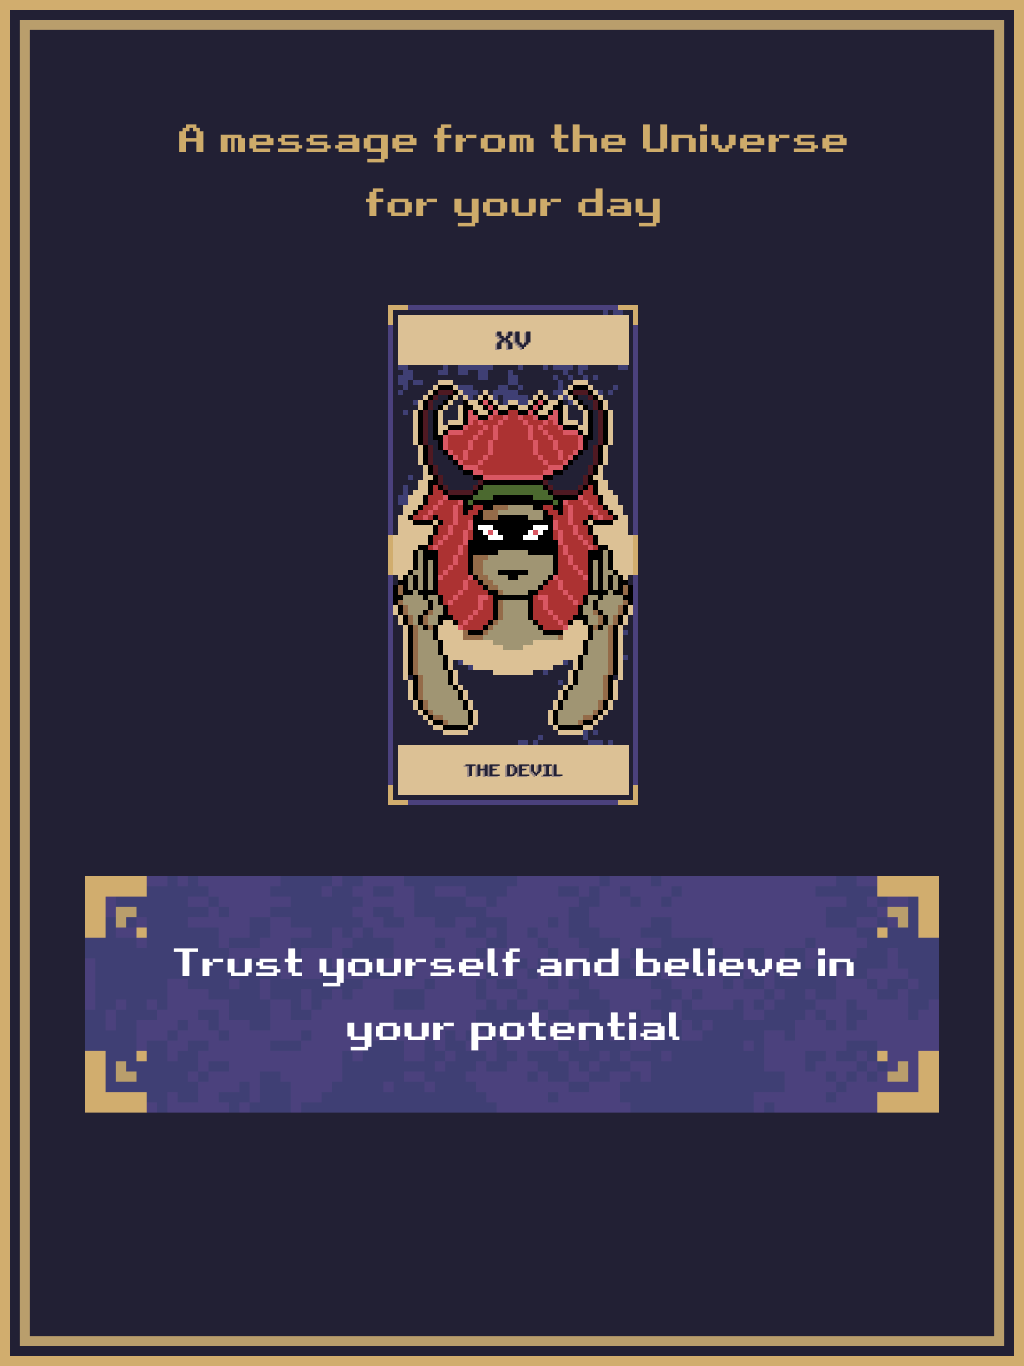 A message from the Universe
for your day
XV
THE DEVIL
Trust yourself and believe in
your potential